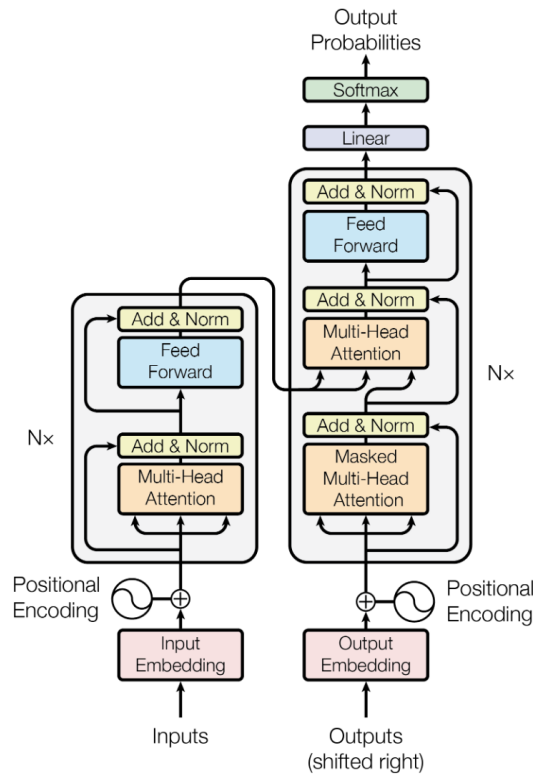 Output
Probabilities
Softmax
Linear
Add & Norm
Feed
Forward
Add & Norm
Multi-Head
Attention
Add & Norm
Masked
Multi-Head
Attention
N×
Add & Norm
Feed
Forward
Add & Norm
Multi-Head
Attention
N×
Positional
Encoding
Positional
Encoding
Input
Embedding
Output
Embedding
Inputs
Outputs
(shifted right)